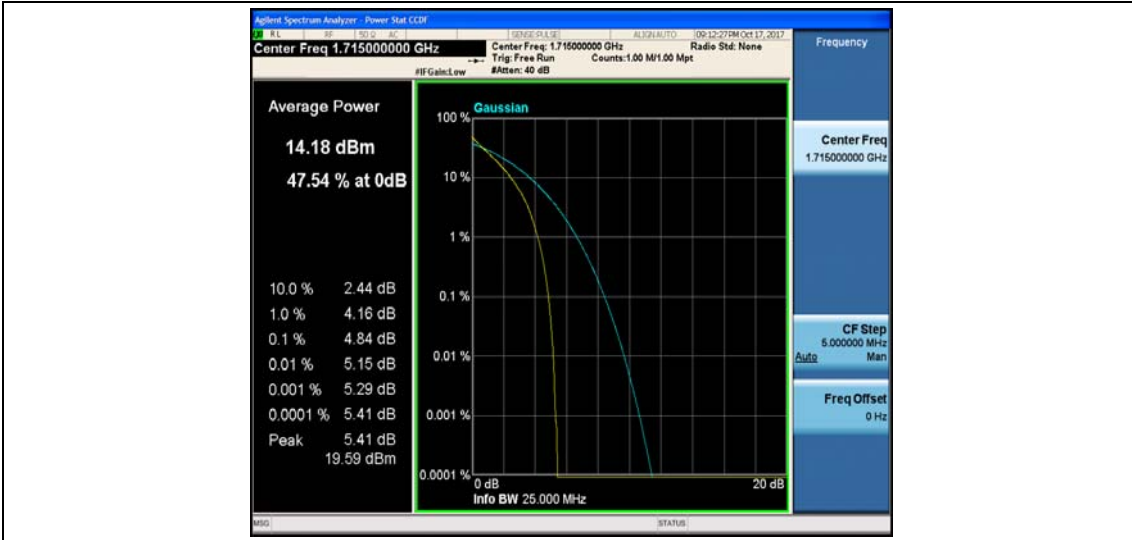 Agilent Spectrum Analyzer - Power Stat CCDF
RL RF 50 Ω AC SENSE:PULSE ALIGNAUTO 09:12:27 PM Oct 17, 2017
Center Freq 1.715000000 GHz
Center Freq: 1.715000000 GHz Radio Std: None
Trig: Free Run Counts:1.00 M/1.00 Mpt
#IFGain:Low #Atten: 40 dB
Frequency
Center Freq
1.715000000 GHz
CF Step
5.000000 MHz
Auto Man
Freq Offset
0 Hz
Average Power
14.18 dBm
47.54 % at 0dB
10.0 % 2.44 dB
1.0 % 4.16 dB
0.1 % 4.84 dB
0.01 % 5.15 dB
0.001 % 5.29 dB
0.0001 % 5.41 dB
Peak 5.41 dB
19.59 dBm
Gaussian
100 %
10 %
1 %
0.1 %
0.01 %
0.001 %
0.0001 %
0 dB 20 dB
Info BW 25.000 MHz
MSG STATUS